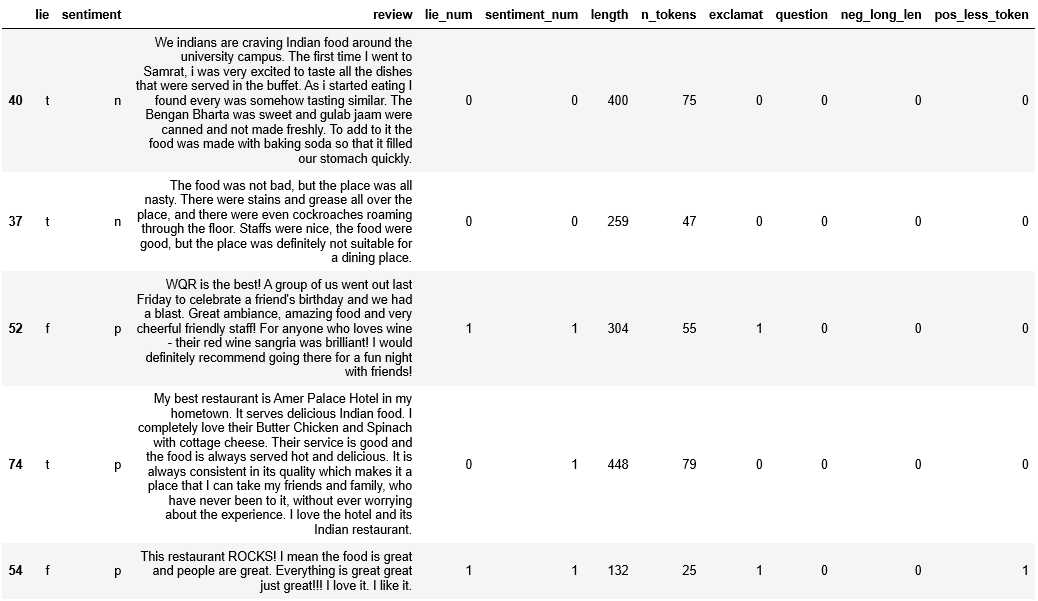 lie sentiment review lie_num sentiment_num length n_tokens exclamat question neg_long_len pos_less_token
We indians are craving Indian food around the
university campus. The first time I went to
Samrat, i was very excited to taste all the dishes
that were served in the buffet. As i started eating I
40 t n found every was somehow tasting similar. The 0 0 400 75 0 0 0 0
Bengan Bharta was sweet and gulab jaam were
canned and not made freshly. To add to it the
food was made with baking soda so that it filled
our stomach quickly.
The food was not bad, but the place was all
nasty. There were stains and grease all over the
37 t n place, and there were even cockroaches roaming 0 0 259 47 0 0 0 0
through the floor. Staffs were nice, the food were
good, but the place was definitely not suitable for
a dining place.
WQR is the best! A group of us went out last
Friday to celebrate a friend's birthday and we had
a blast. Great ambiance, amazing food and very
52 f p cheerful friendly staff! For anyone who loves wine 1 1 304 55 1 0 0 0
- their red wine sangria was brilliant! I would
definitely recommend going there for a fun night
with friends!
My best restaurant is Amer Palace Hotel in my
hometown. It serves delicious Indian food. I
completely love their Butter Chicken and Spinach
with cottage cheese. Their service is good and
the food is always served hot and delicious. It is
74 t p always consistent in its quality which makes it a 0 1 448 79 0 0 0 0
place that I can take my friends and family, who
have never been to it, without ever worrying
about the experience. I love the hotel and its
Indian restaurant.
This restaurant ROCKS! I mean the food is great
54 f p and people are great. Everything is great great 1 1 132 25 1 0 0 1
just great!!! I love it. I like it.